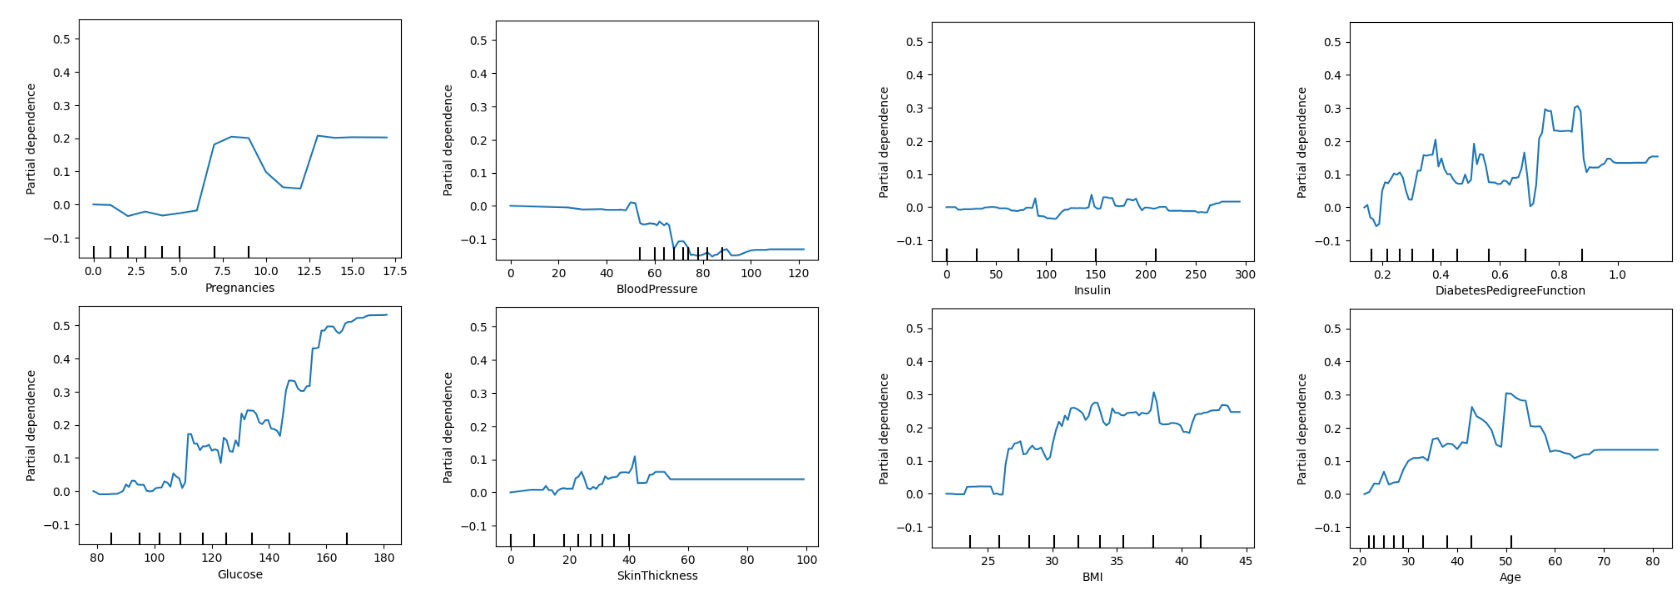 Partial dependence
0.5
0.4
0.3
0.2
0.1
0.0
−0.1
0.0 2.5 5.0 7.5 10.0 12.5 15.0 17.5
Pregnancies
Partial dependence
0.5
0.4
0.3
0.2
0.1
0.0
−0.1
0 20 40 60 80 100 120
BloodPressure
Partial dependence
0.5
0.4
0.3
0.2
0.1
0.0
−0.1
0 50 100 150 200 250 300
Insulin
Partial dependence
0.5
0.4
0.3
0.2
0.1
0.0
−0.1
0.2 0.4 0.6 0.8 1.0
DiabetesPedigreeFunction
Partial dependence
0.5
0.4
0.3
0.2
0.1
0.0
−0.1
80 100 120 140 160 180
Glucose
Partial dependence
0.5
0.4
0.3
0.2
0.1
0.0
−0.1
0 20 40 60 80 100
SkinThickness
Partial dependence
0.5
0.4
0.3
0.2
0.1
0.0
−0.1
25 30 35 40 45
BMI
Partial dependence
0.5
0.4
0.3
0.2
0.1
0.0
−0.1
20 30 40 50 60 70 80
Age